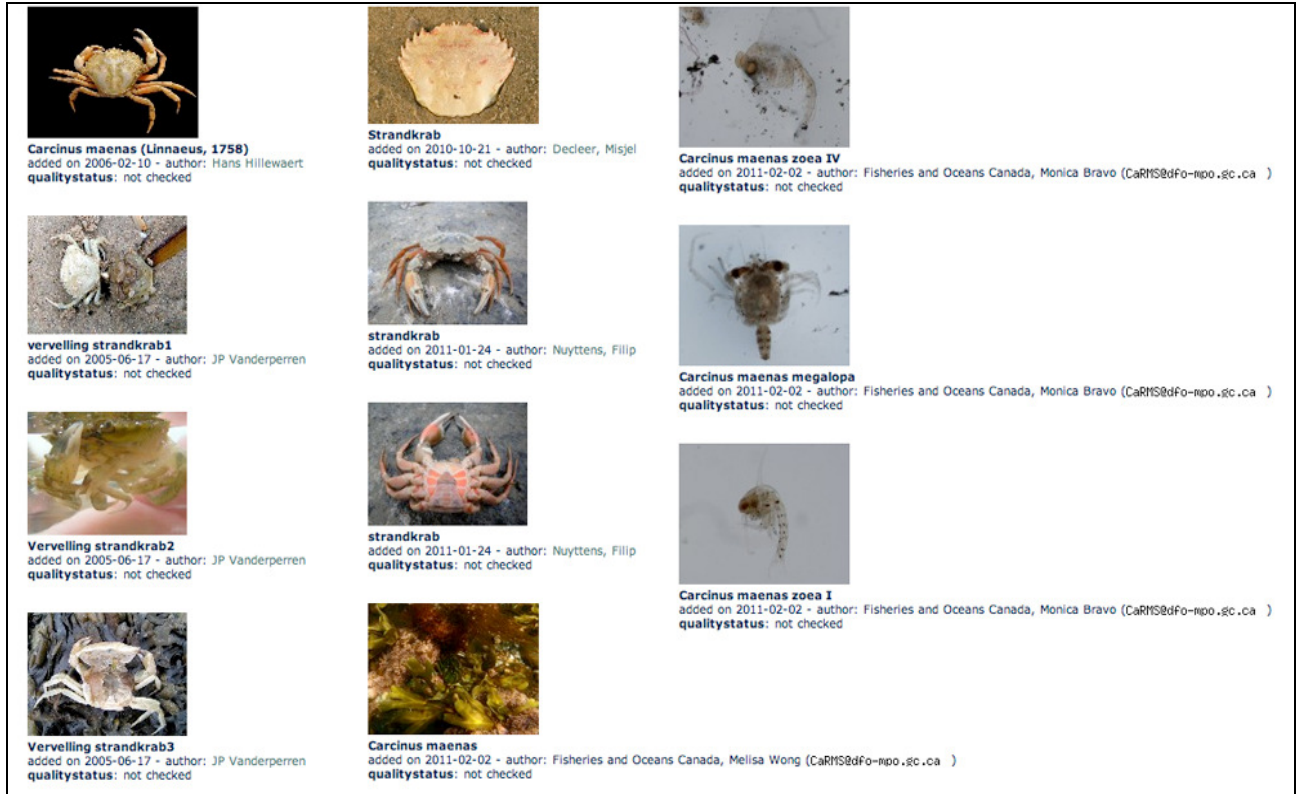 Carcinus maenas (Linnaeus, 1758)
added on 2006-02-10 - author: Hans Hillewaert
qualitystatus: not checked
vervelling strandkrab1
added on 2005-06-17 - author: JP Vanderperren
qualitystatus: not checked
Vervelling strandkrab2
added on 2005-06-17 - author: JP Vanderperren
qualitystatus: not checked
Vervelling strandkrab3
added on 2005-06-17 - author: JP Vanderperren
qualitystatus: not checked
Strandkrab
added on 2010-10-21 - author: Decleer, Misjel
qualitystatus: not checked
strandkrab
added on 2011-01-24 - author: Nuyttens, Filip
qualitystatus: not checked
strandkrab
added on 2011-01-24 - author: Nuyttens, Filip
qualitystatus: not checked
Carcinus maenas
added on 2011-02-02 - author: Fisheries and Oceans Canada, Melisa Wong (CaRMS@dfo-mpo.gc.ca )
qualitystatus: not checked
Carcinus maenas zoea IV
added on 2011-02-02 - author: Fisheries and Oceans Canada, Monica Bravo (CaRMS@dfo-mpo.gc.ca )
qualitystatus: not checked
Carcinus maenas megalopa
added on 2011-02-02 - author: Fisheries and Oceans Canada, Monica Bravo (CaRMS@dfo-mpo.gc.ca )
qualitystatus: not checked
Carcinus maenas zoea I
added on 2011-02-02 - author: Fisheries and Oceans Canada, Monica Bravo (CaRMS@dfo-mpo.gc.ca )
qualitystatus: not checked